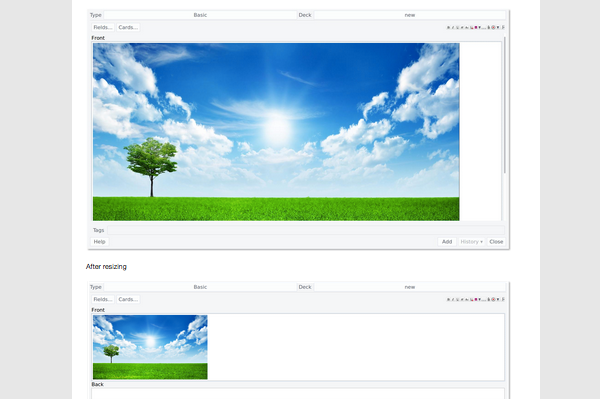 Type Basic Deck new
Fields... Cards...
Front
Tags
Help Add History Close
After resizing
Type Basic Deck new
Fields... Cards...
Front
Back